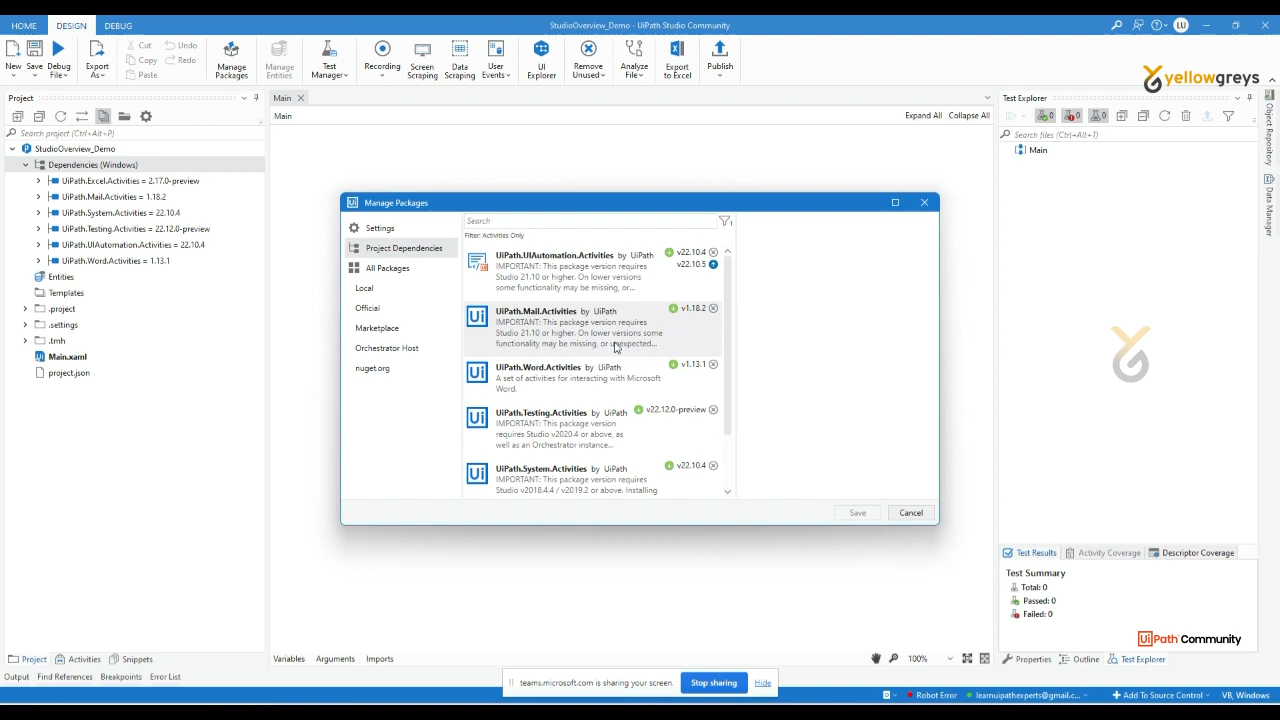 HOME DESIGN DEBUG StudioOverview_Demo - UiPath Studio Community LU
New Save Debug File Export As Cut Copy Paste Undo Redo Manage Packages Manage Entities Test Manager Recording Screen Scraping Data Scraping User Events UI Explorer Remove Unused Analyze File Export to Excel Publish
yellowgreys
Project
Search project (Ctrl+Alt+P)
StudioOverview_Demo
Dependencies (Windows)
UiPath.Excel.Activities = 2.17.0-preview
UiPath.Mail.Activities = 1.18.2
UiPath.System.Activities = 22.10.4
UiPath.Testing.Activities = 22.12.0-preview
UiPath.UIAutomation.Activities = 22.10.4
UiPath.Word.Activities = 1.13.1
Entities
Templates
.project
.settings
.tmh
Main.xaml
project.json
Main
Main Expand All Collapse All
Manage Packages
Settings
Project Dependencies
All Packages
Local
Official
Marketplace
Orchestrator Host
nuget.org
Search
Filter: Activities Only
UiPath.UIAutomation.Activities by UiPath v22.10.4
v22.10.5
IMPORTANT: This package version requires
Studio 21.10 or higher. On lower versions
some functionality may be missing, or...
UiPath.Mail.Activities by UiPath v1.18.2
IMPORTANT: This package version requires
Studio 21.10 or higher. On lower versions some
functionality may be missing, or unexpected...
UiPath.Word.Activities by UiPath v1.13.1
A set of activities for interacting with Microsoft
Word.
UiPath.Testing.Activities by UiPath v22.12.0-preview
IMPORTANT: This package version
requires Studio v2020.4 or above, as
well as an Orchestrator instance...
UiPath.System.Activities by UiPath v22.10.4
IMPORTANT: This package version requires
Studio v2018.4.4 / v2019.2 or above. Installing
Save Cancel
Test Explorer
0 0 0
Search files (Ctrl+Alt+T)
Main
Object Repository
Data Manager
Test Results Activity Coverage Descriptor Coverage
Test Summary
Total: 0
Passed: 0
Failed: 0
UiPath Community
Project Activities Snippets
Variables Arguments Imports 100%
Properties Outline Test Explorer
Output Find References Breakpoints Error List
teams.microsoft.com is sharing your screen. Stop sharing Hide
Robot Error learnuipathexperts@gmail.c... Add To Source Control VB, Windows